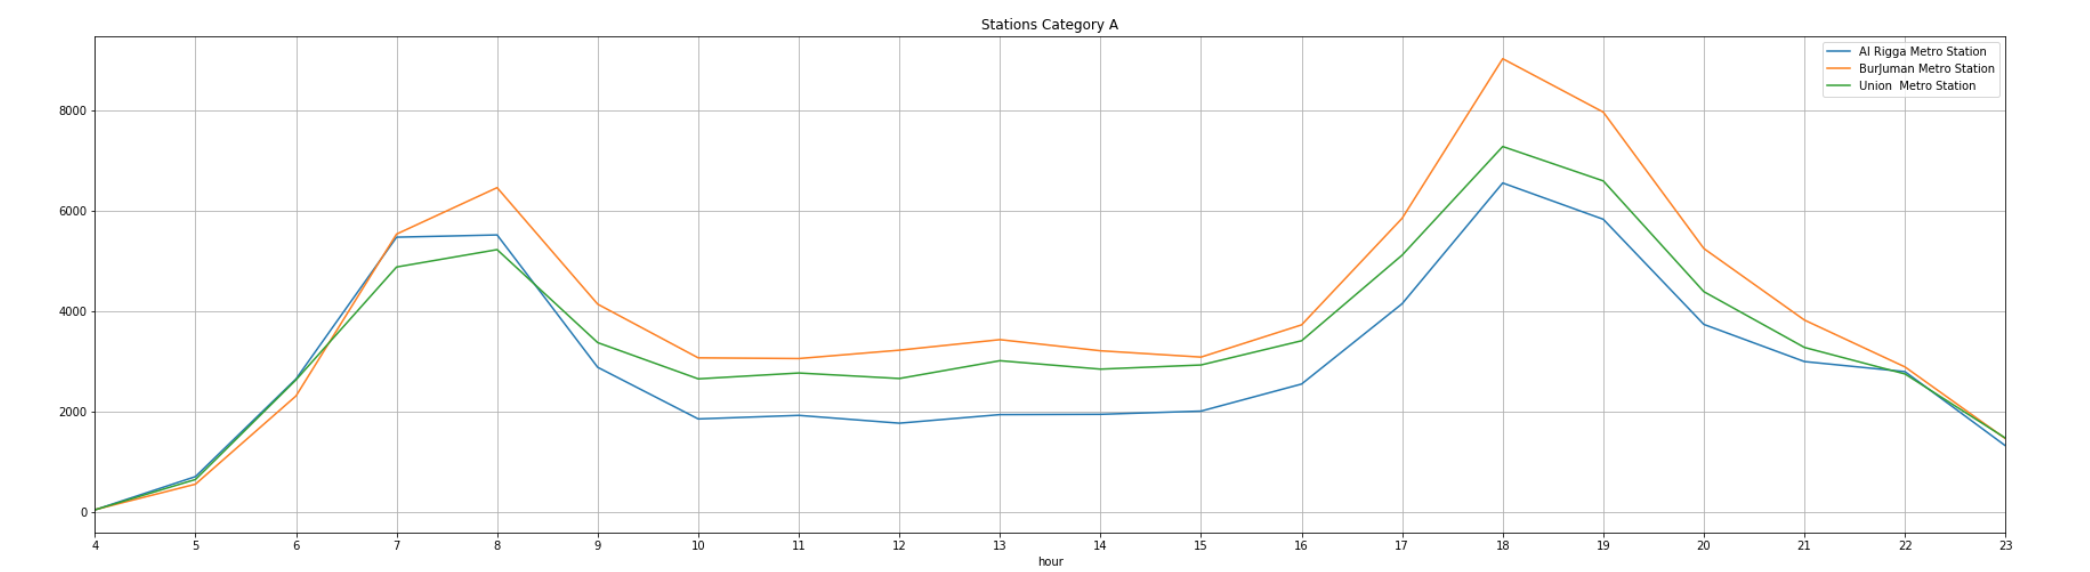 Stations Category A
Al Rigga Metro Station
BurJuman Metro Station
Union  Metro Station
8000
6000
4000
2000
0
4 5 6 7 8 9 10 11 12 13 14 15 16 17 18 19 20 21 22 23
hour